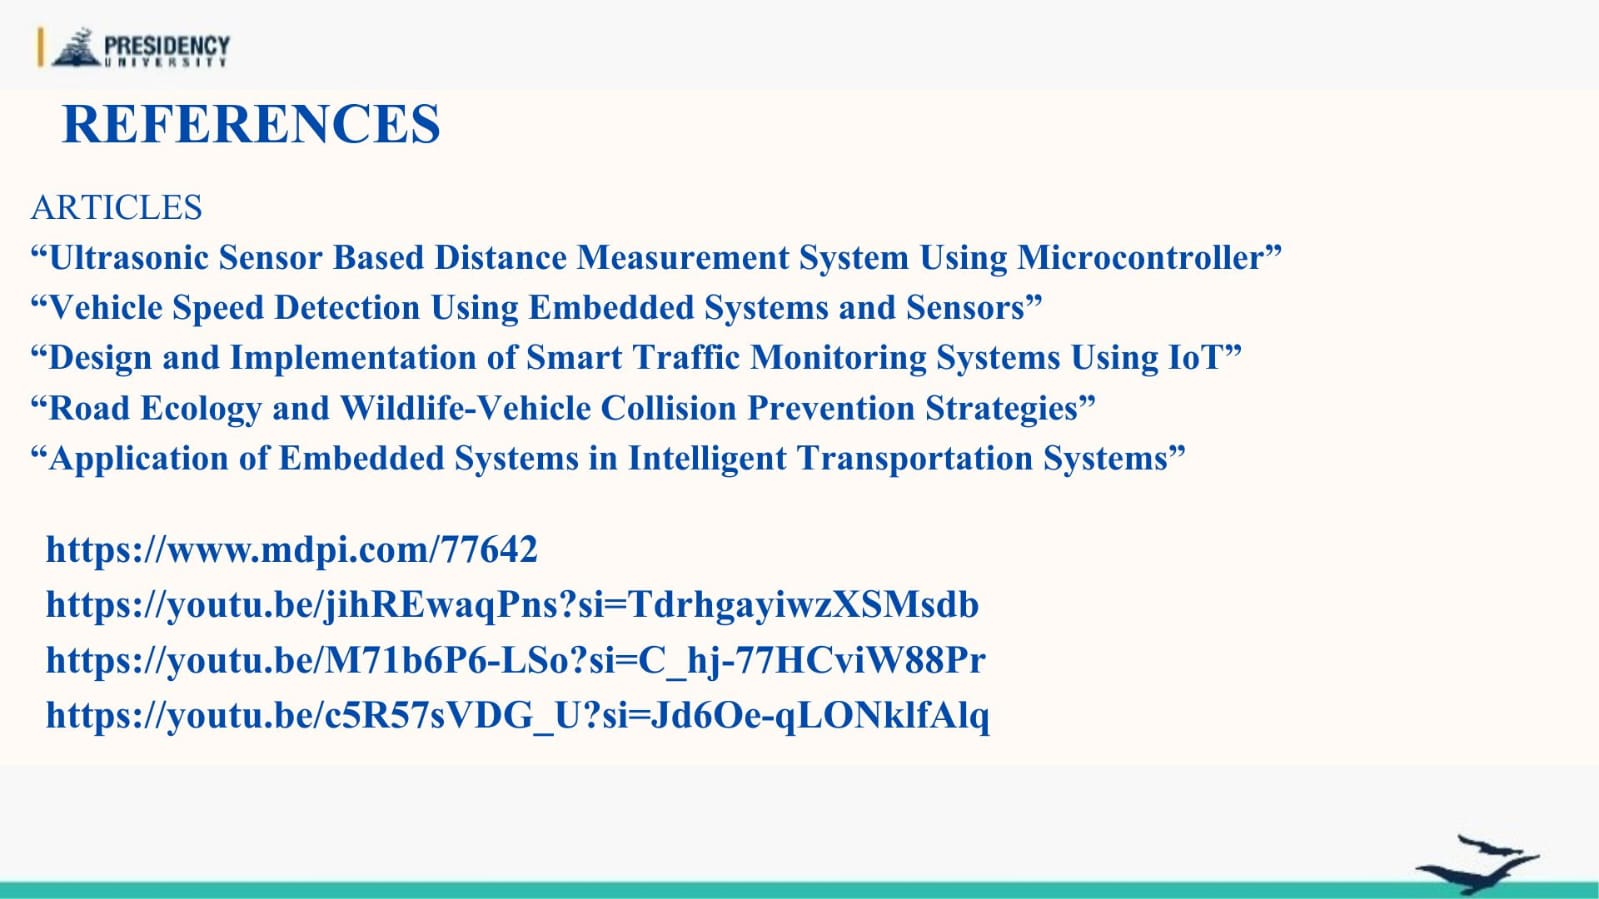 PRESIDENCY
UNIVERSITY
REFERENCES
ARTICLES
“Ultrasonic Sensor Based Distance Measurement System Using Microcontroller”
“Vehicle Speed Detection Using Embedded Systems and Sensors”
“Design and Implementation of Smart Traffic Monitoring Systems Using IoT”
“Road Ecology and Wildlife-Vehicle Collision Prevention Strategies”
“Application of Embedded Systems in Intelligent Transportation Systems”
https://www.mdpi.com/77642
https://youtu.be/jihREwaqPns?si=TdrhgayiwzXSMsdb
https://youtu.be/M71b6P6-LSo?si=C_hj-77HCviW88Pr
https://youtu.be/c5R57sVDG_U?si=Jd6Oe-qLONklfAlq